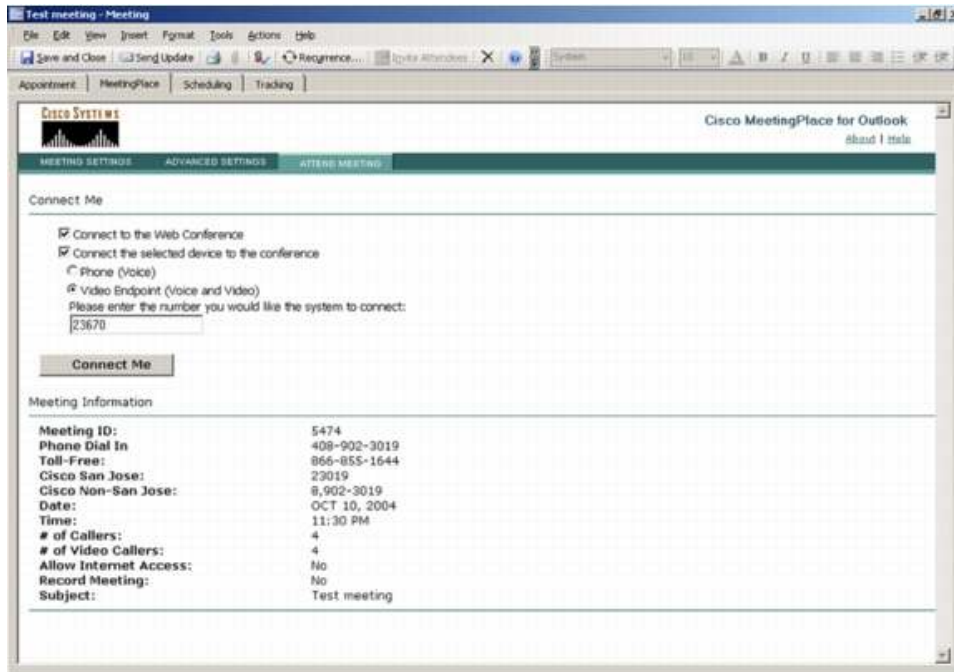 Test meeting - Meeting
File Edit View Insert Format Tools Actions Help
Save and Close Send Update Recurrence... Invite Attendees System 10 A B I U
Appointment MeetingPlace Scheduling Tracking
CISCO SYSTEMS
Cisco MeetingPlace for Outlook
About | Help
MEETING SETTINGS ADVANCED SETTINGS ATTEND MEETING
Connect Me
Connect to the Web Conference
Connect the selected device to the conference
Phone (Voice)
Video Endpoint (Voice and Video)
Please enter the number you would like the system to connect:
23670
Connect Me
Meeting Information
Meeting ID: 5474
Phone Dial In 408-902-3019
Toll-Free: 866-855-1644
Cisco San Jose: 23019
Cisco Non-San Jose: 8,902-3019
Date: OCT 10, 2004
Time: 11:30 PM
# of Callers: 4
# of Video Callers: 4
Allow Internet Access: No
Record Meeting: No
Subject: Test meeting